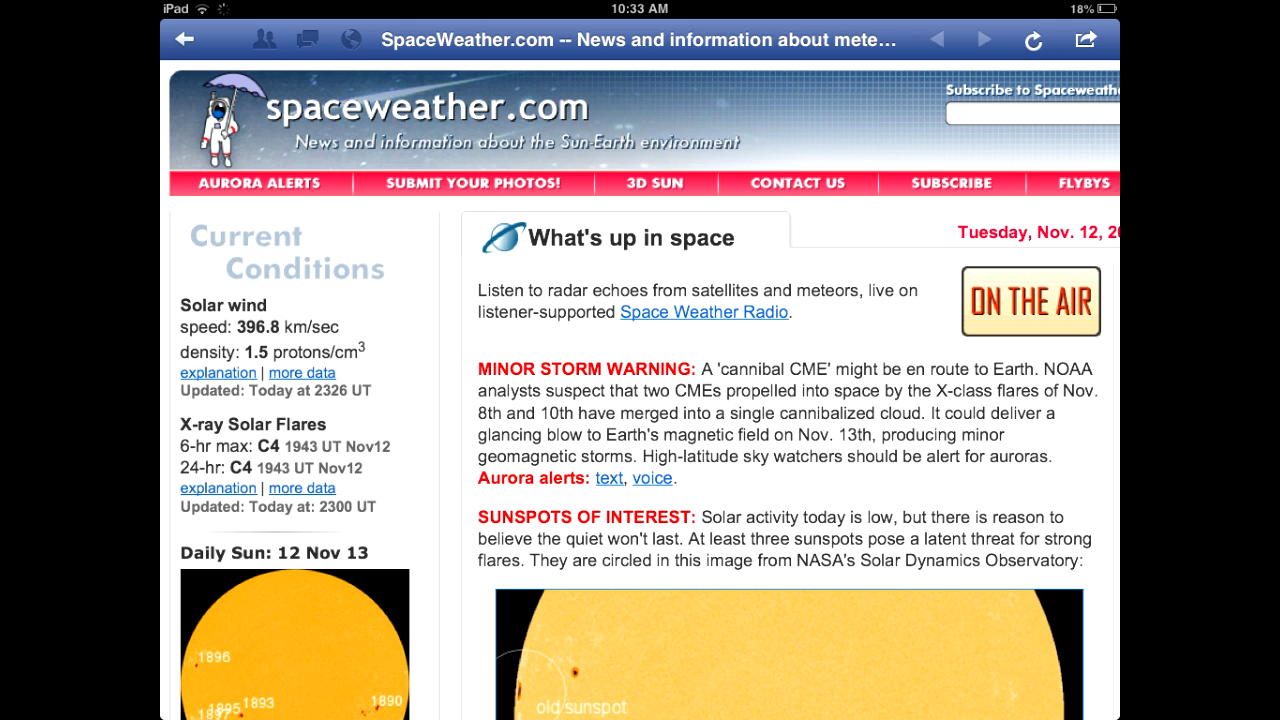 iPad
10:33 AM
18%
SpaceWeather.com -- News and information about mete...
spaceweather.com
News and information about the Sun-Earth environment
Subscribe to Spaceweath
AURORA ALERTS
SUBMIT YOUR PHOTOS!
3D SUN
CONTACT US
SUBSCRIBE
FLYBYS
Current
Conditions
Solar wind
speed: 396.8 km/sec
density: 1.5 protons/cm3
explanation | more data
Updated: Today at 2326 UT
X-ray Solar Flares
6-hr max: C4 1943 UT Nov12
24-hr: C4 1943 UT Nov12
explanation | more data
Updated: Today at: 2300 UT
Daily Sun: 12 Nov 13
1896
1893
1895
1890
1897
What's up in space
Tuesday, Nov. 12, 20
Listen to radar echoes from satellites and meteors, live on
listener-supported Space Weather Radio.
ON THE AIR
MINOR STORM WARNING: A 'cannibal CME' might be en route to Earth. NOAA
analysts suspect that two CMEs propelled into space by the X-class flares of Nov.
8th and 10th have merged into a single cannibalized cloud. It could deliver a
glancing blow to Earth's magnetic field on Nov. 13th, producing minor
geomagnetic storms. High-latitude sky watchers should be alert for auroras.
Aurora alerts: text, voice.
SUNSPOTS OF INTEREST: Solar activity today is low, but there is reason to
believe the quiet won't last. At least three sunspots pose a latent threat for strong
flares. They are circled in this image from NASA's Solar Dynamics Observatory:
old sunspot